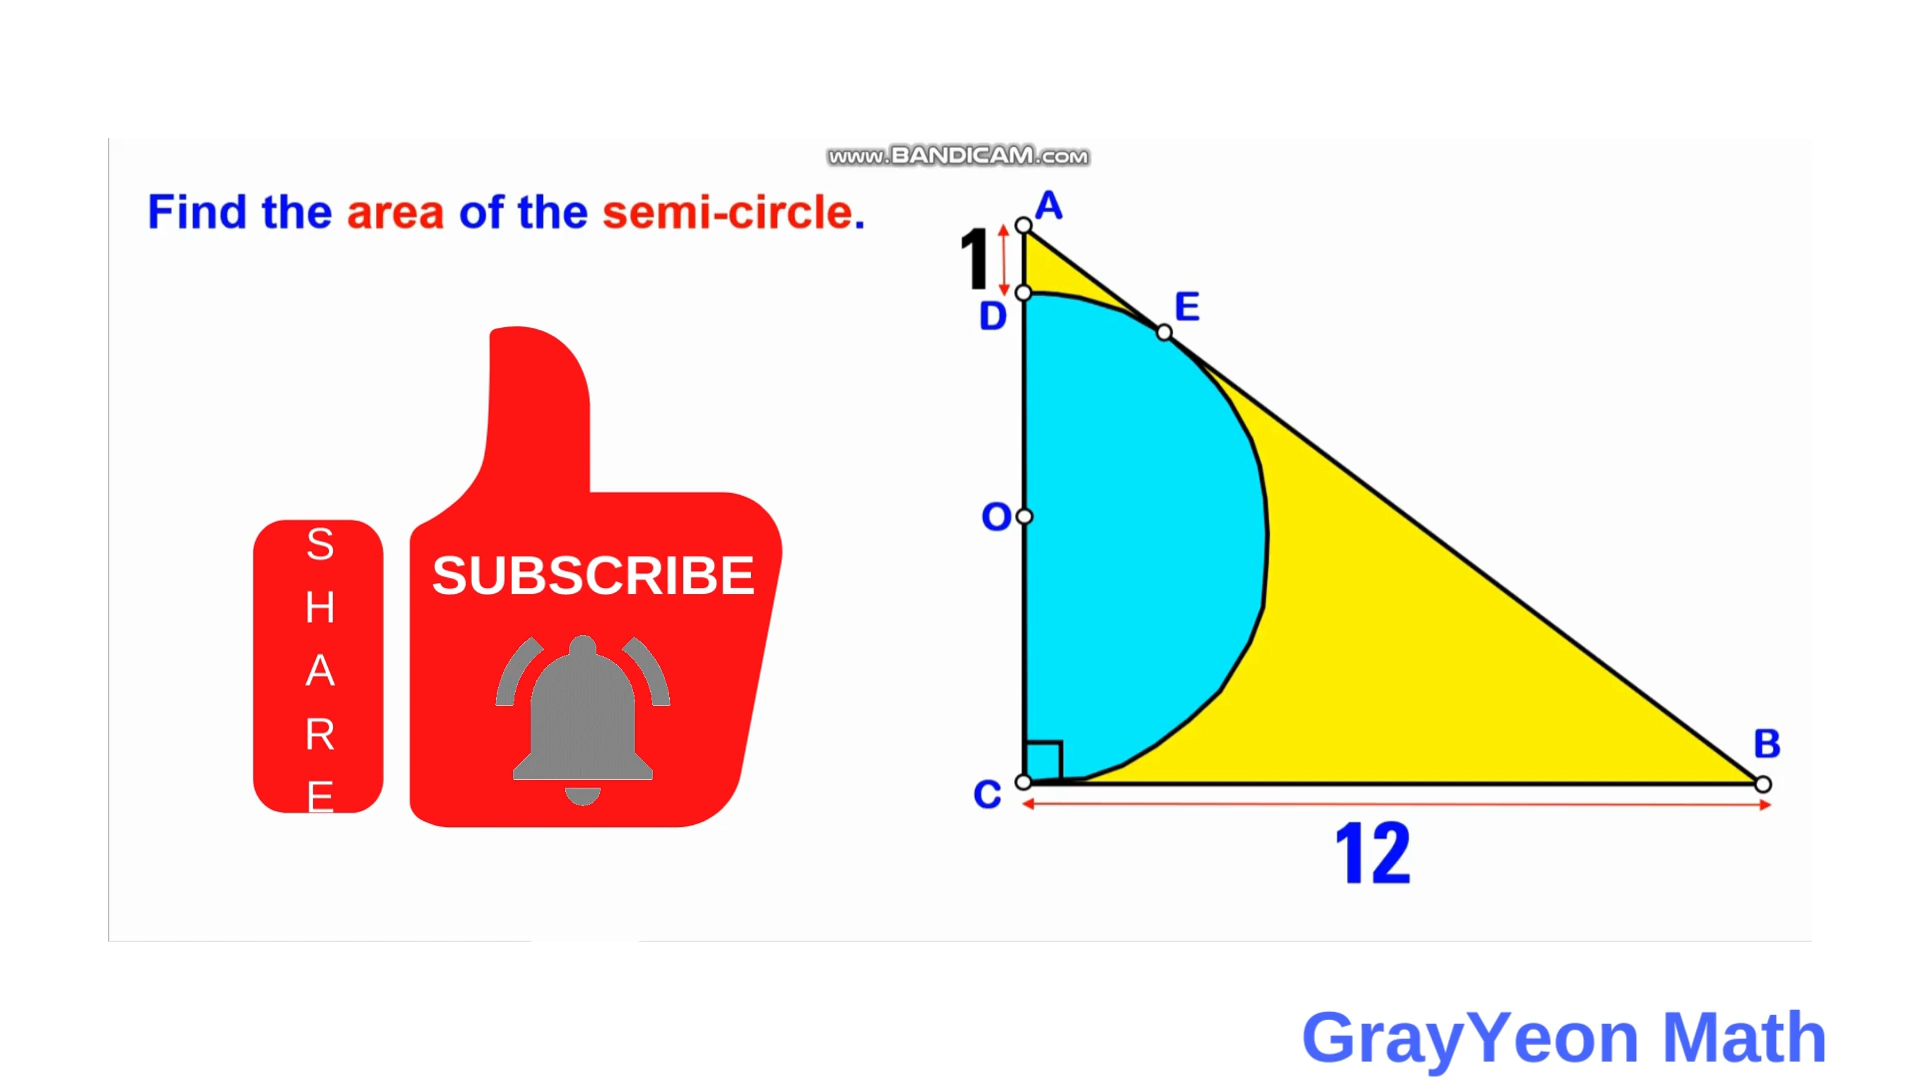 www.BANDICAM.com
Find the area of the semi-circle.
A
1
D
E
O
S
H
A
R
E
SUBSCRIBE
B
C
12
GrayYeon Math